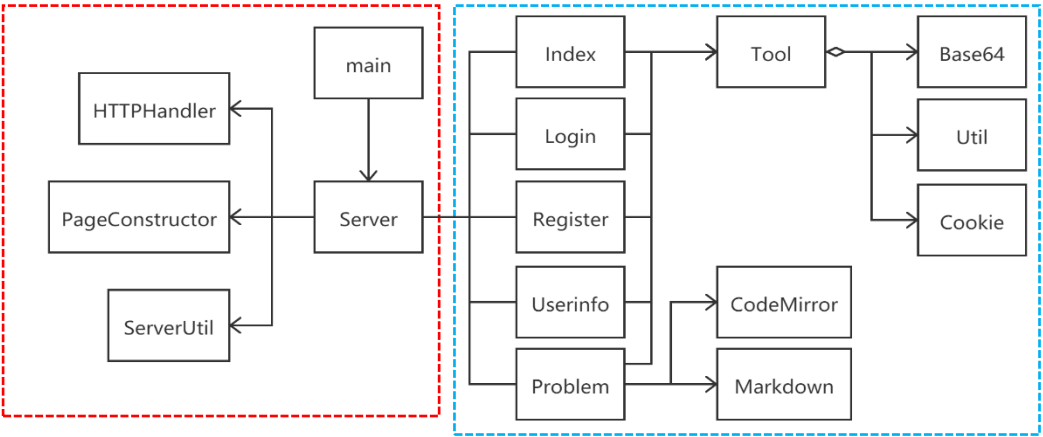 main
HTTPHandler
PageConstructor
Server
ServerUtil
Index
Tool
Base64
Login
Util
Register
Cookie
Userinfo
CodeMirror
Problem
Markdown